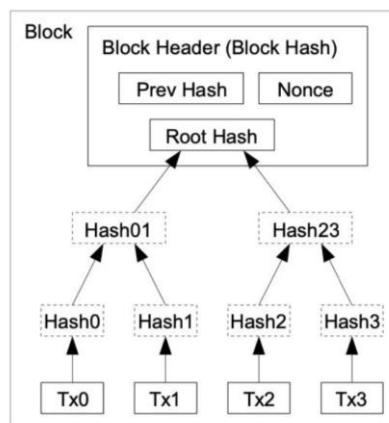 Block
Block Header (Block Hash)
Prev Hash Nonce
Root Hash
Hash01 Hash23
Hash0 Hash1 Hash2 Hash3
Tx0 Tx1 Tx2 Tx3